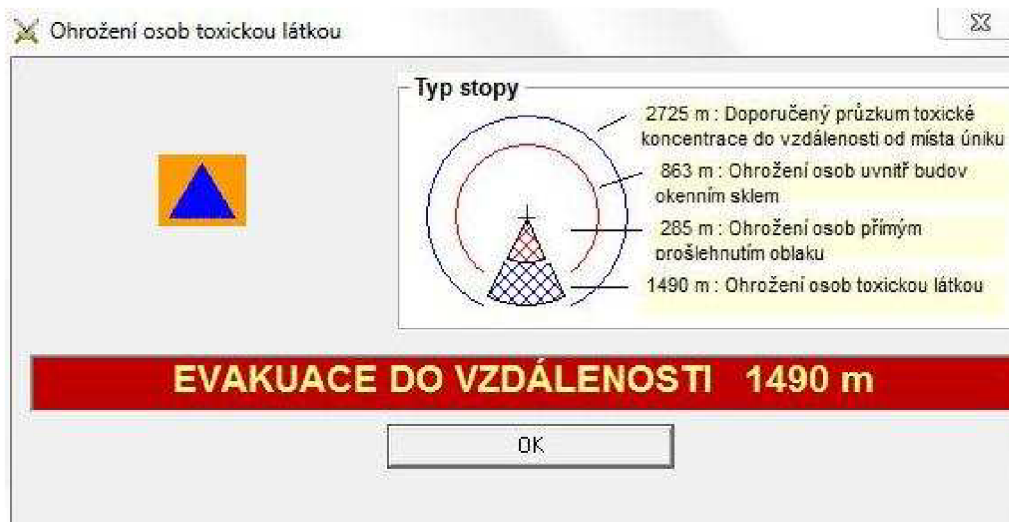 Ohrožení osob toxickou látkou
Typ stopy
2725 m : Doporučený průzkum toxické
koncentrace do vzdálenosti od místa úniku
863 m : Ohrožení osob uvnitř budov
okenním sklem
285 m : Ohrožení osob přímým
prošlehnutím oblaku
1490 m : Ohrožení osob toxickou látkou
EVAKUACE DO VZDÁLENOSTI 1490 m
OK